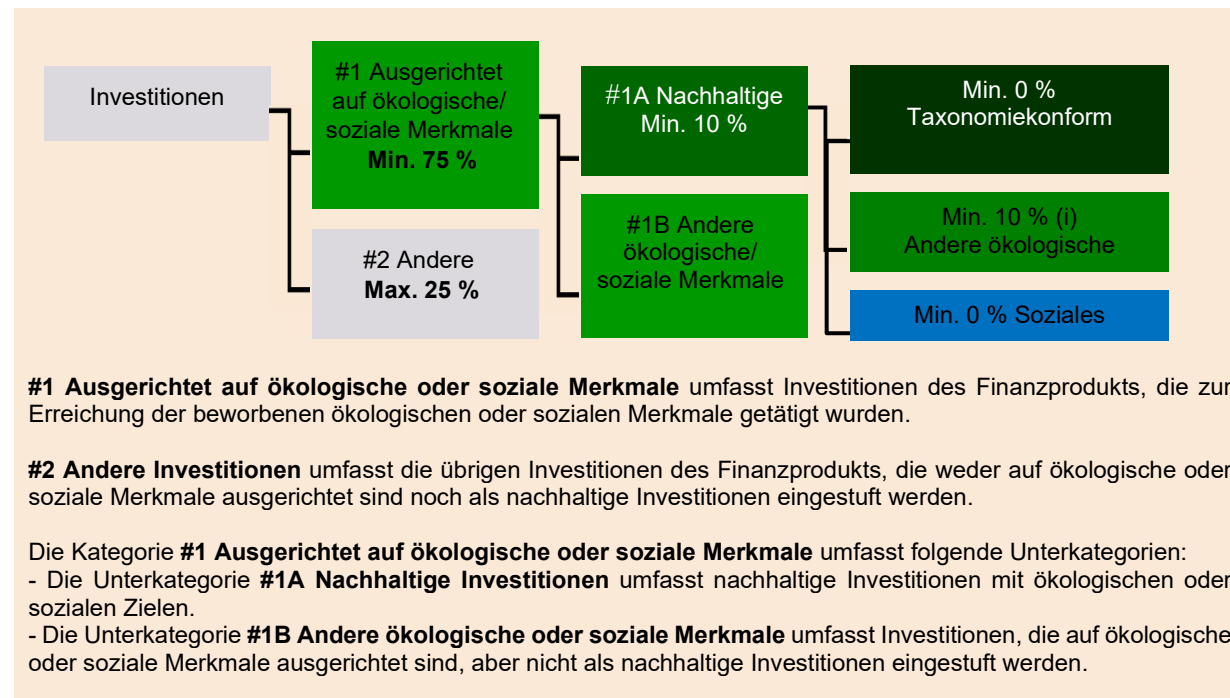 Investitionen
#1 Ausgerichtet
auf ökologische/
soziale Merkmale
Min. 75 %
#2 Andere
Max. 25 %
#1A Nachhaltige
Min. 10 %
#1B Andere
ökologische/
soziale Merkmale
Min. 0 %
Taxonomiekonform
Min. 10 % (i)
Andere ökologische
Min. 0 % Soziales
#1 Ausgerichtet auf ökologische oder soziale Merkmale umfasst Investitionen des Finanzprodukts, die zur
Erreichung der beworbenen ökologischen oder sozialen Merkmale getätigt wurden.
#2 Andere Investitionen umfasst die übrigen Investitionen des Finanzprodukts, die weder auf ökologische oder
soziale Merkmale ausgerichtet sind noch als nachhaltige Investitionen eingestuft werden.
Die Kategorie #1 Ausgerichtet auf ökologische oder soziale Merkmale umfasst folgende Unterkategorien:
- Die Unterkategorie #1A Nachhaltige Investitionen umfasst nachhaltige Investitionen mit ökologischen oder
sozialen Zielen.
- Die Unterkategorie #1B Andere ökologische oder soziale Merkmale umfasst Investitionen, die auf ökologische
oder soziale Merkmale ausgerichtet sind, aber nicht als nachhaltige Investitionen eingestuft werden.